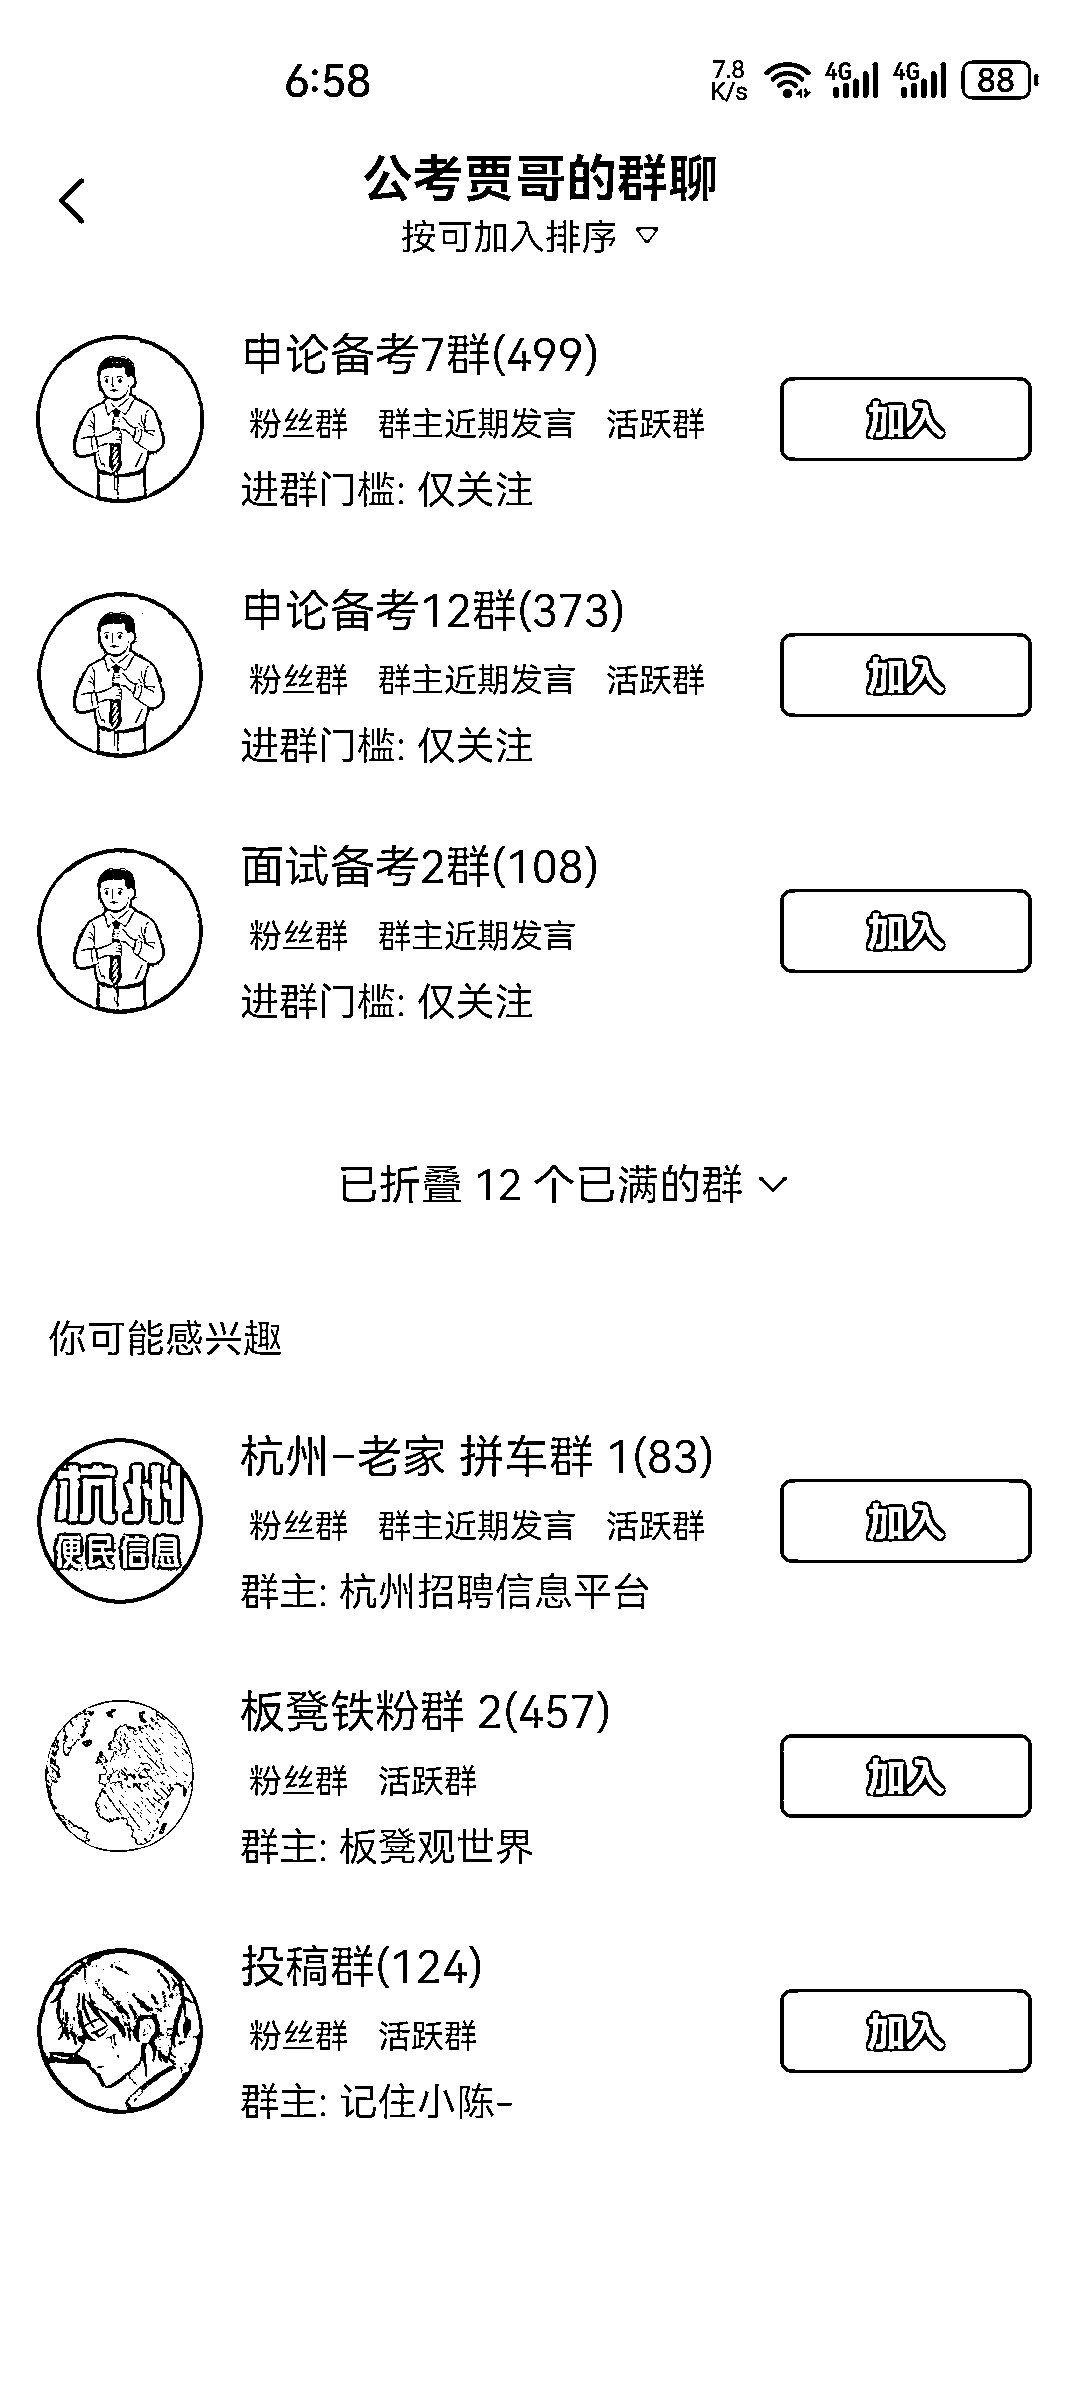 6:58
7.8 K/s 4G 4G 88
公考贾哥的群聊
按可加入排序
申论备考7群(499)
粉丝群 群主近期发言 活跃群
加入
进群门槛: 仅关注
申论备考12群(373)
粉丝群 群主近期发言 活跃群
加入
进群门槛: 仅关注
面试备考2群(108)
粉丝群 群主近期发言
加入
进群门槛: 仅关注
已折叠 12 个已满的群
你可能感兴趣
杭州
便民信息
杭州-老家 拼车群 1(83)
粉丝群 群主近期发言 活跃群
加入
群主: 杭州招聘信息平台
板凳铁粉群 2(457)
粉丝群 活跃群
加入
群主: 板凳观世界
投稿群(124)
粉丝群 活跃群
加入
群主: 记住小陈-